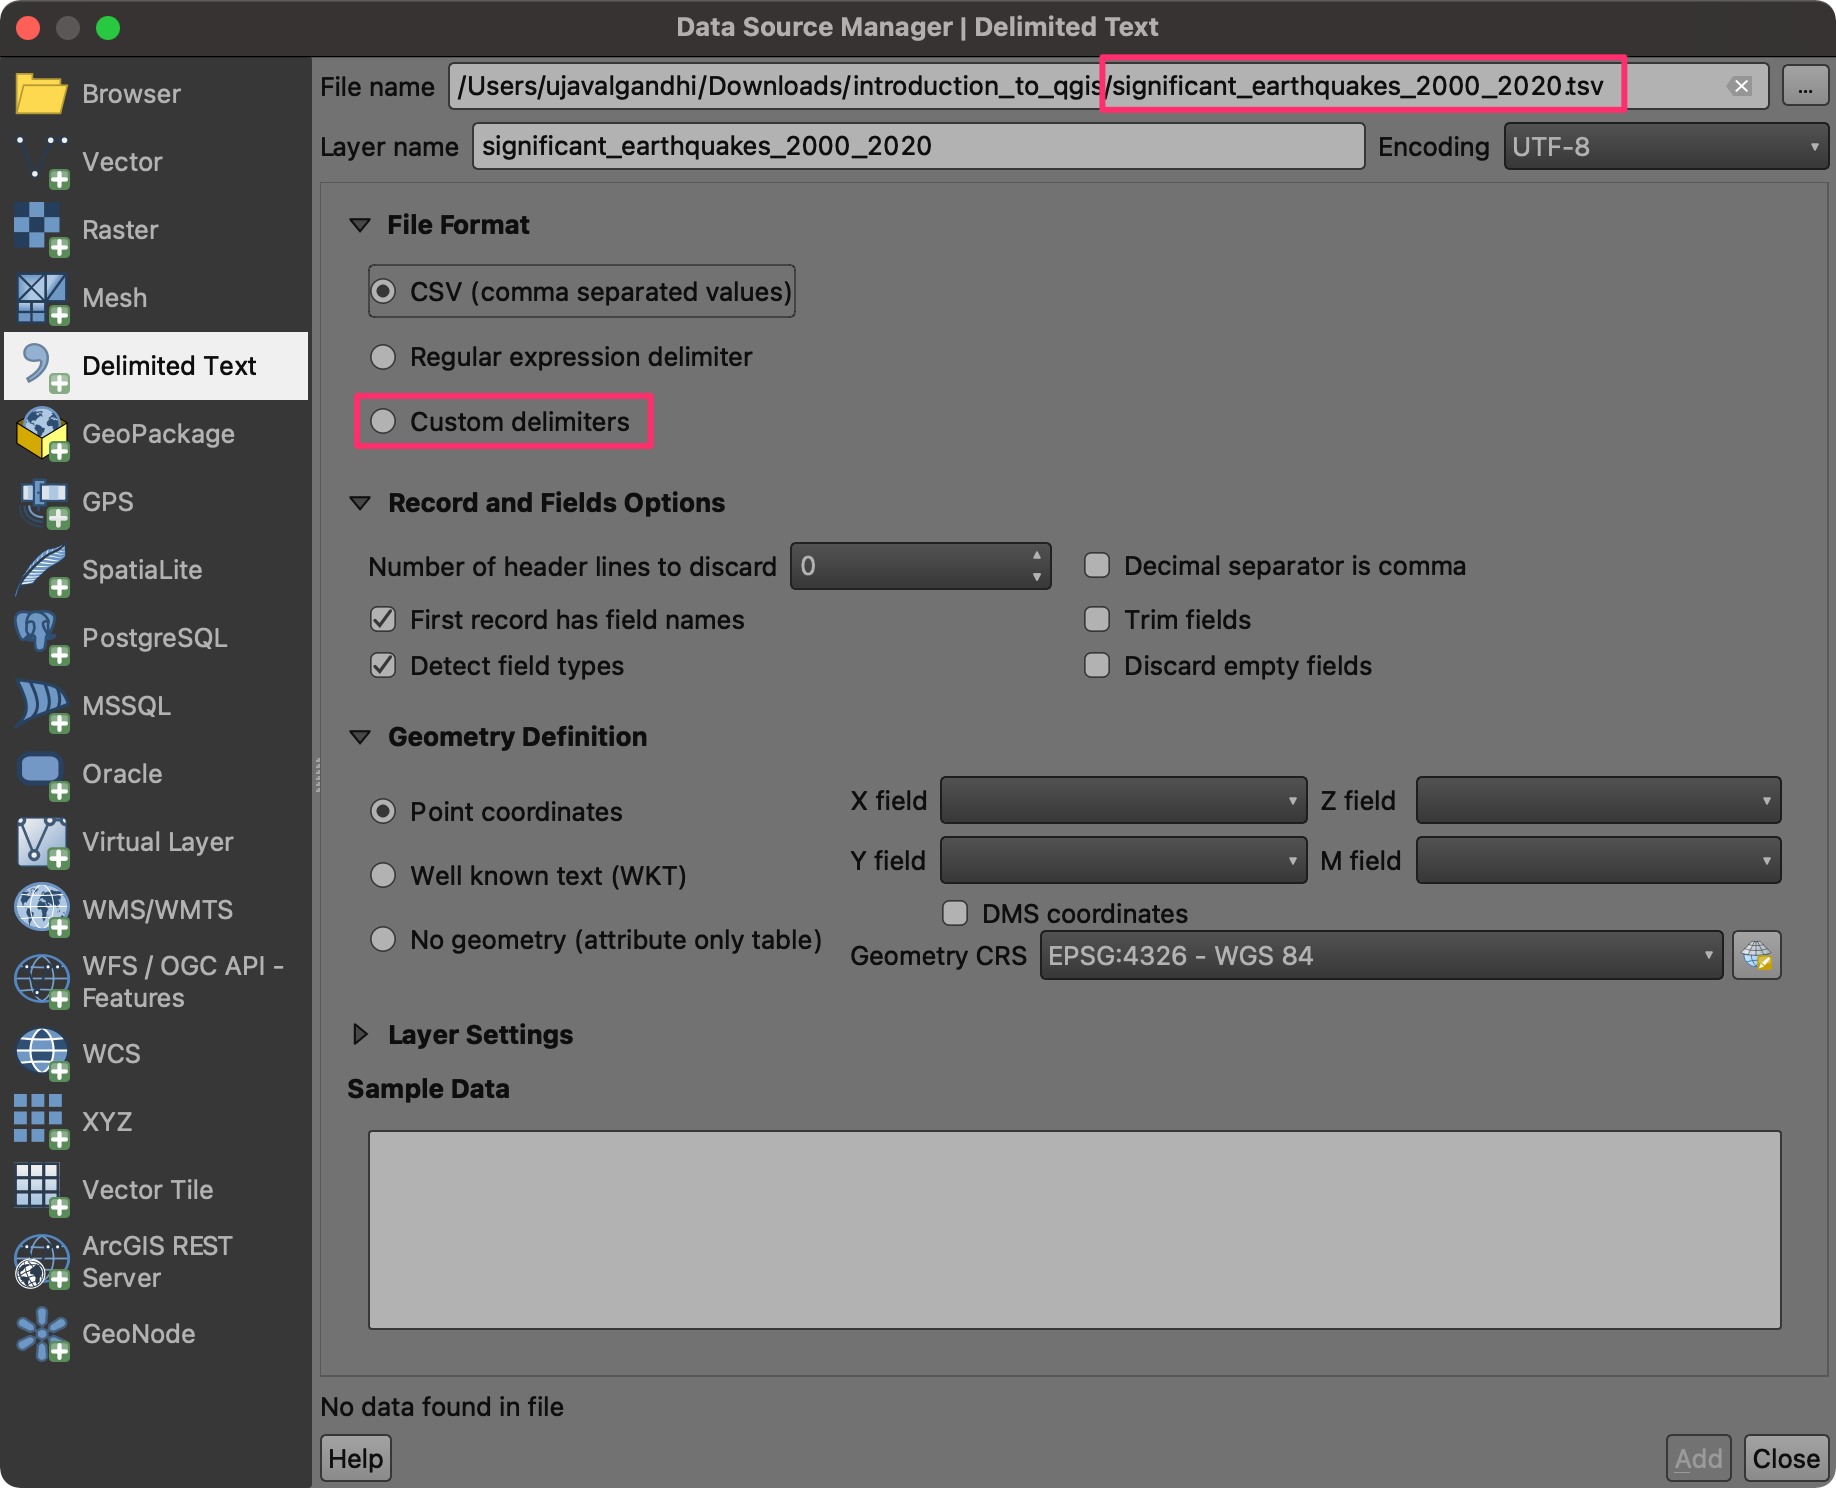 Data Source Manager | Delimited Text
Browser
Vector
Raster
Mesh
Delimited Text
GeoPackage
GPS
SpatiaLite
PostgreSQL
MSSQL
Oracle
Virtual Layer
WMS/WMTS
WFS / OGC API -
Features
WCS
XYZ
Vector Tile
ArcGIS REST
Server
GeoNode
File name /Users/ujavalgandhi/Downloads/introduction_to_qgis/significant_earthquakes_2000_2020.tsv ...
Layer name significant_earthquakes_2000_2020 Encoding UTF-8
File Format
CSV (comma separated values)
Regular expression delimiter
Custom delimiters
Record and Fields Options
Number of header lines to discard 0 Decimal separator is comma
First record has field names Trim fields
Detect field types Discard empty fields
Geometry Definition
Point coordinates X field Z field
Well known text (WKT) Y field M field
DMS coordinates
No geometry (attribute only table) Geometry CRS EPSG:4326 - WGS 84
Layer Settings
Sample Data
No data found in file
Help Add Close